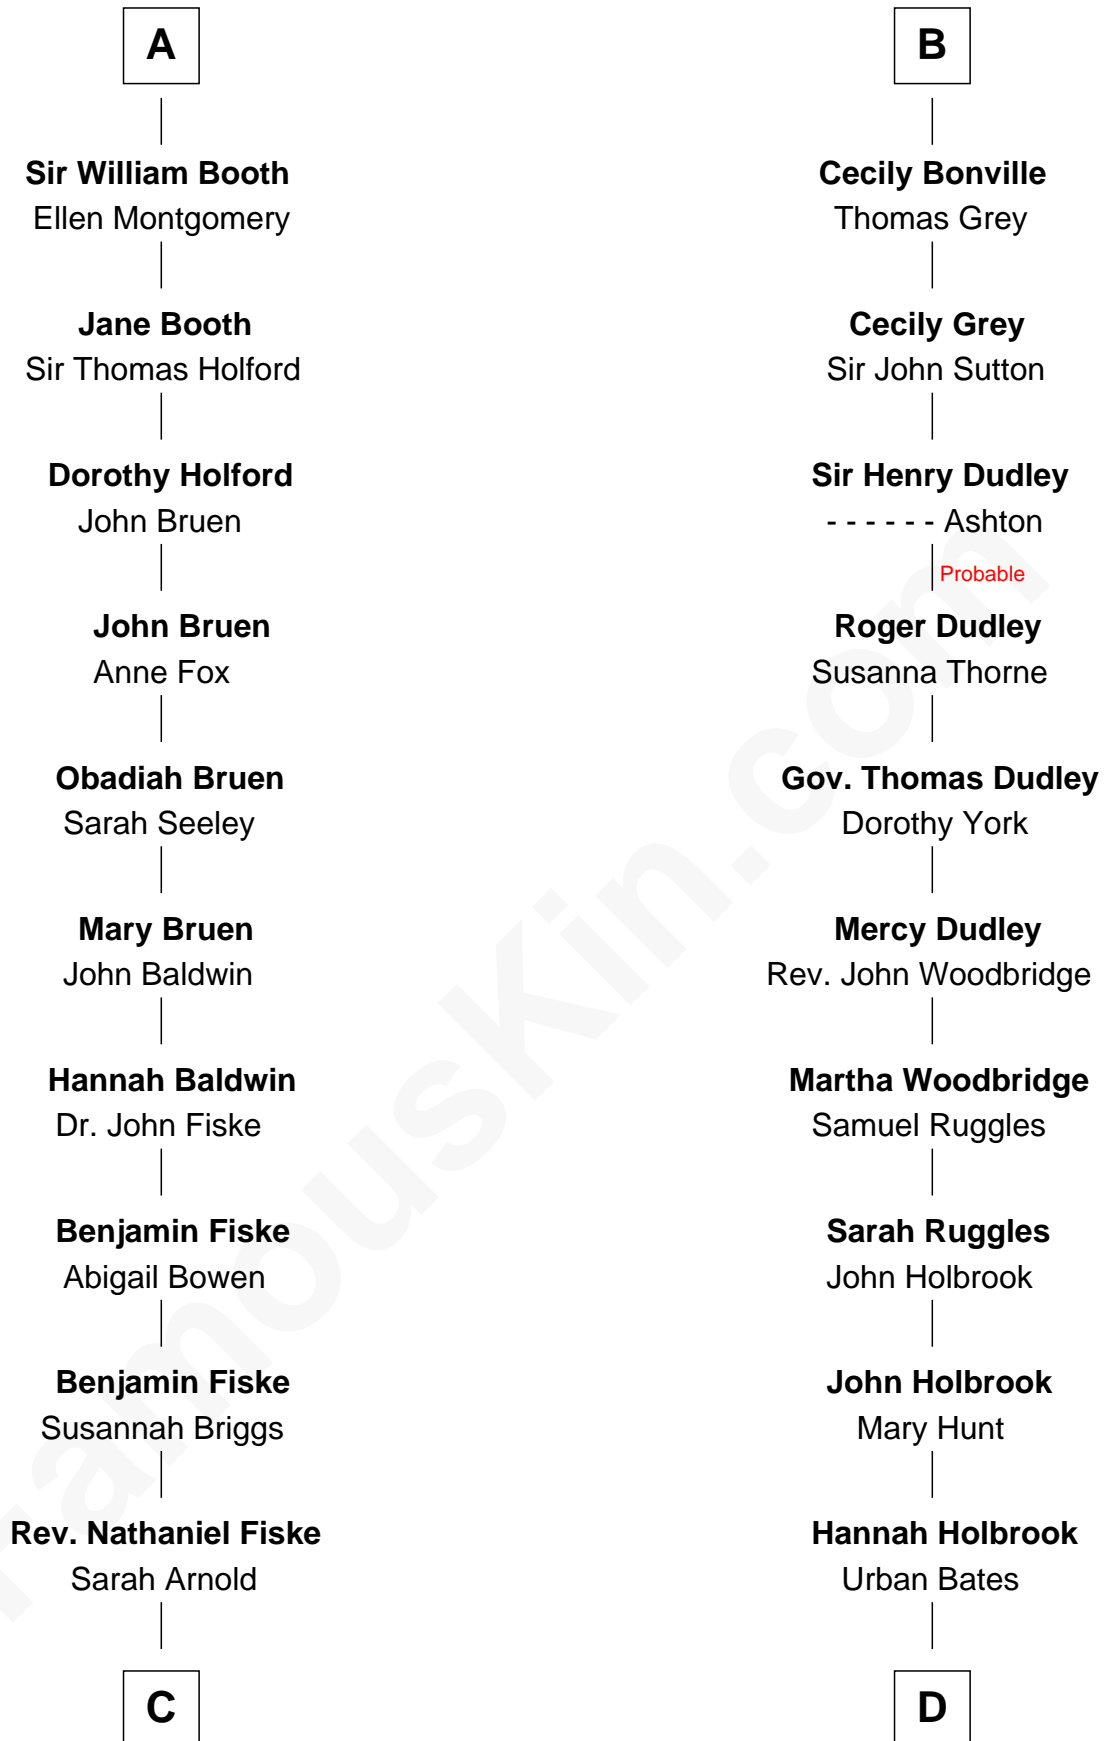 A
Sir William Booth
Ellen Montgomery
Jane Booth
Sir Thomas Holford
Dorothy Holford
John Bruen
John Bruen
Anne Fox
Obadiah Bruen
Sarah Seeley
Mary Bruen
John Baldwin
Hannah Baldwin
Dr. John Fiske
Benjamin Fiske
Abigail Bowen
Benjamin Fiske
Susannah Briggs
Rev. Nathaniel Fiske
Sarah Arnold
C
B
Cecily Bonville
Thomas Grey
Cecily Grey
Sir John Sutton
Sir Henry Dudley
- - - - - - Ashton
Probable
Roger Dudley
Susanna Thorne
Gov. Thomas Dudley
Dorothy York
Mercy Dudley
Rev. John Woodbridge
Martha Woodbridge
Samuel Ruggles
Sarah Ruggles
John Holbrook
John Holbrook
Mary Hunt
Hannah Holbrook
Urban Bates
D
FamousKin.com